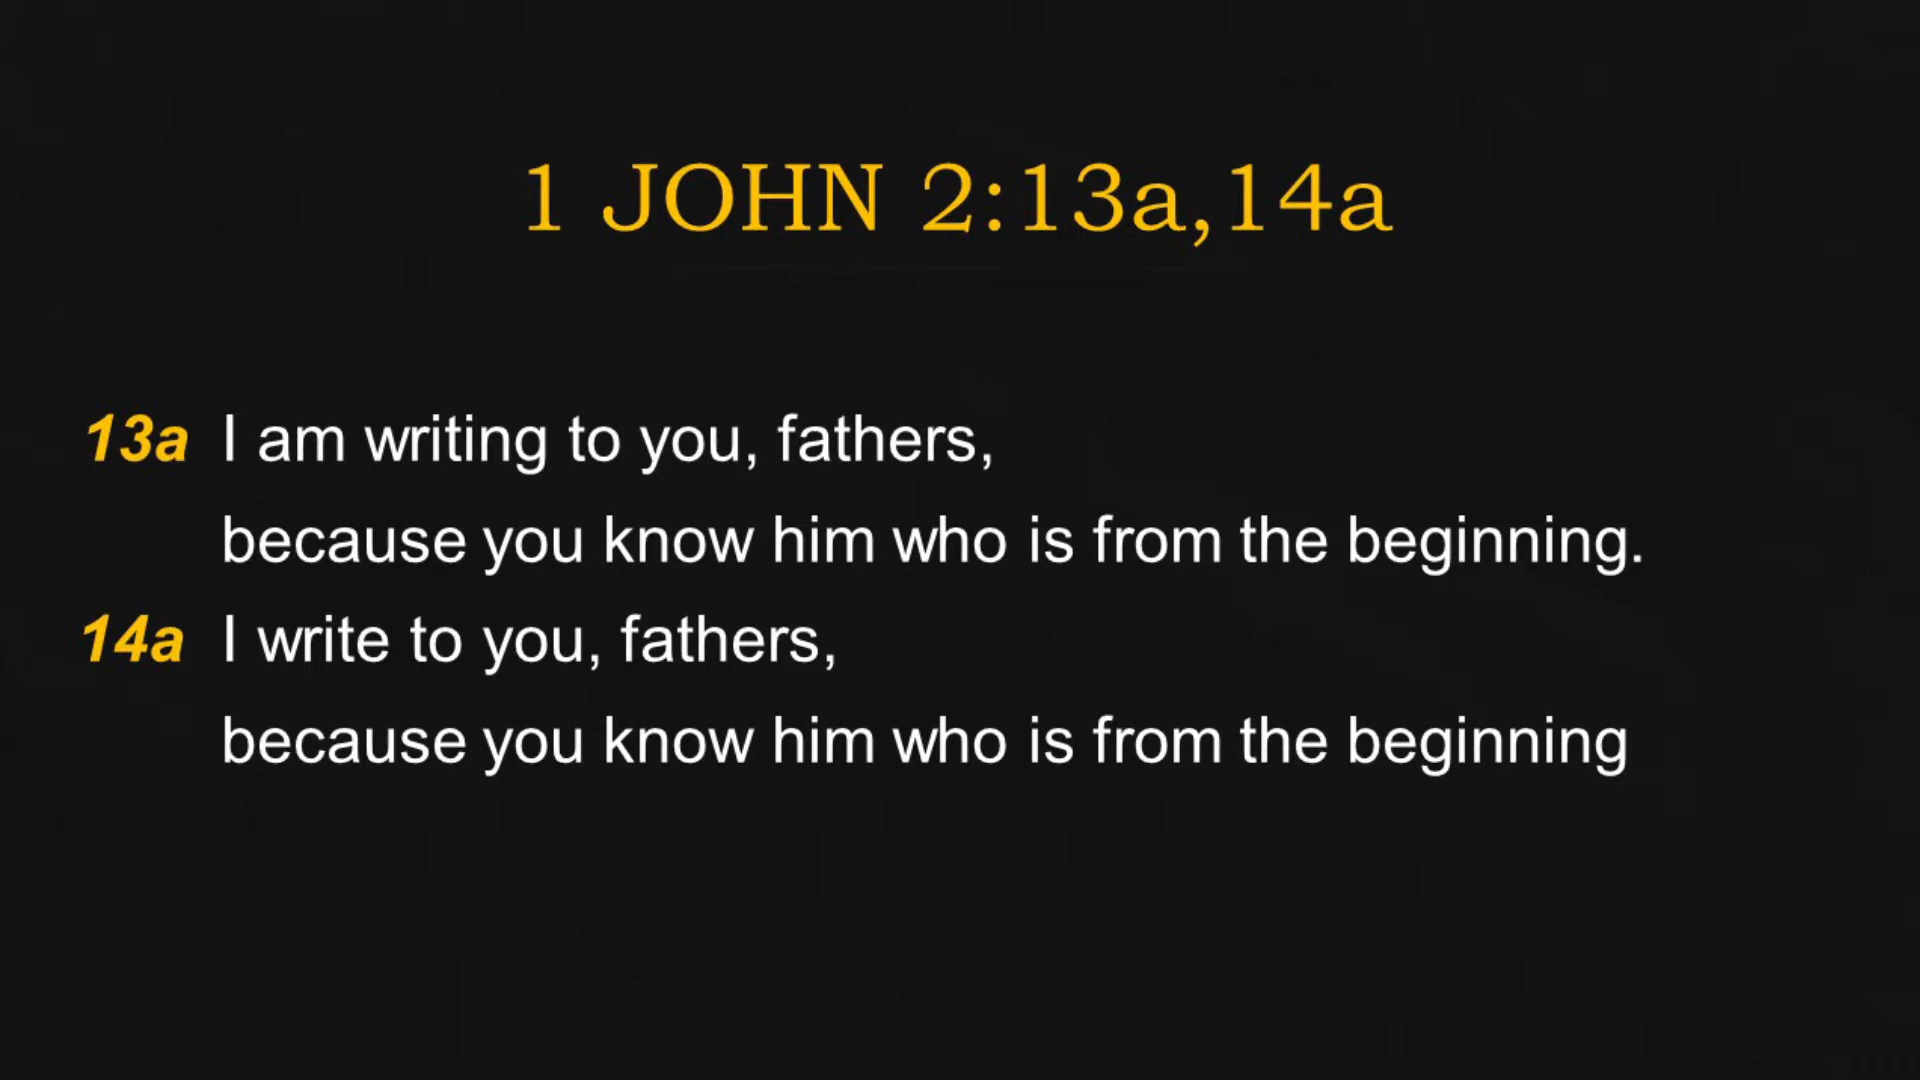 1 JOHN 2:13a,14a
13a I am writing to you, fathers,
because you know him who is from the beginning.
14a I write to you, fathers,
because you know him who is from the beginning